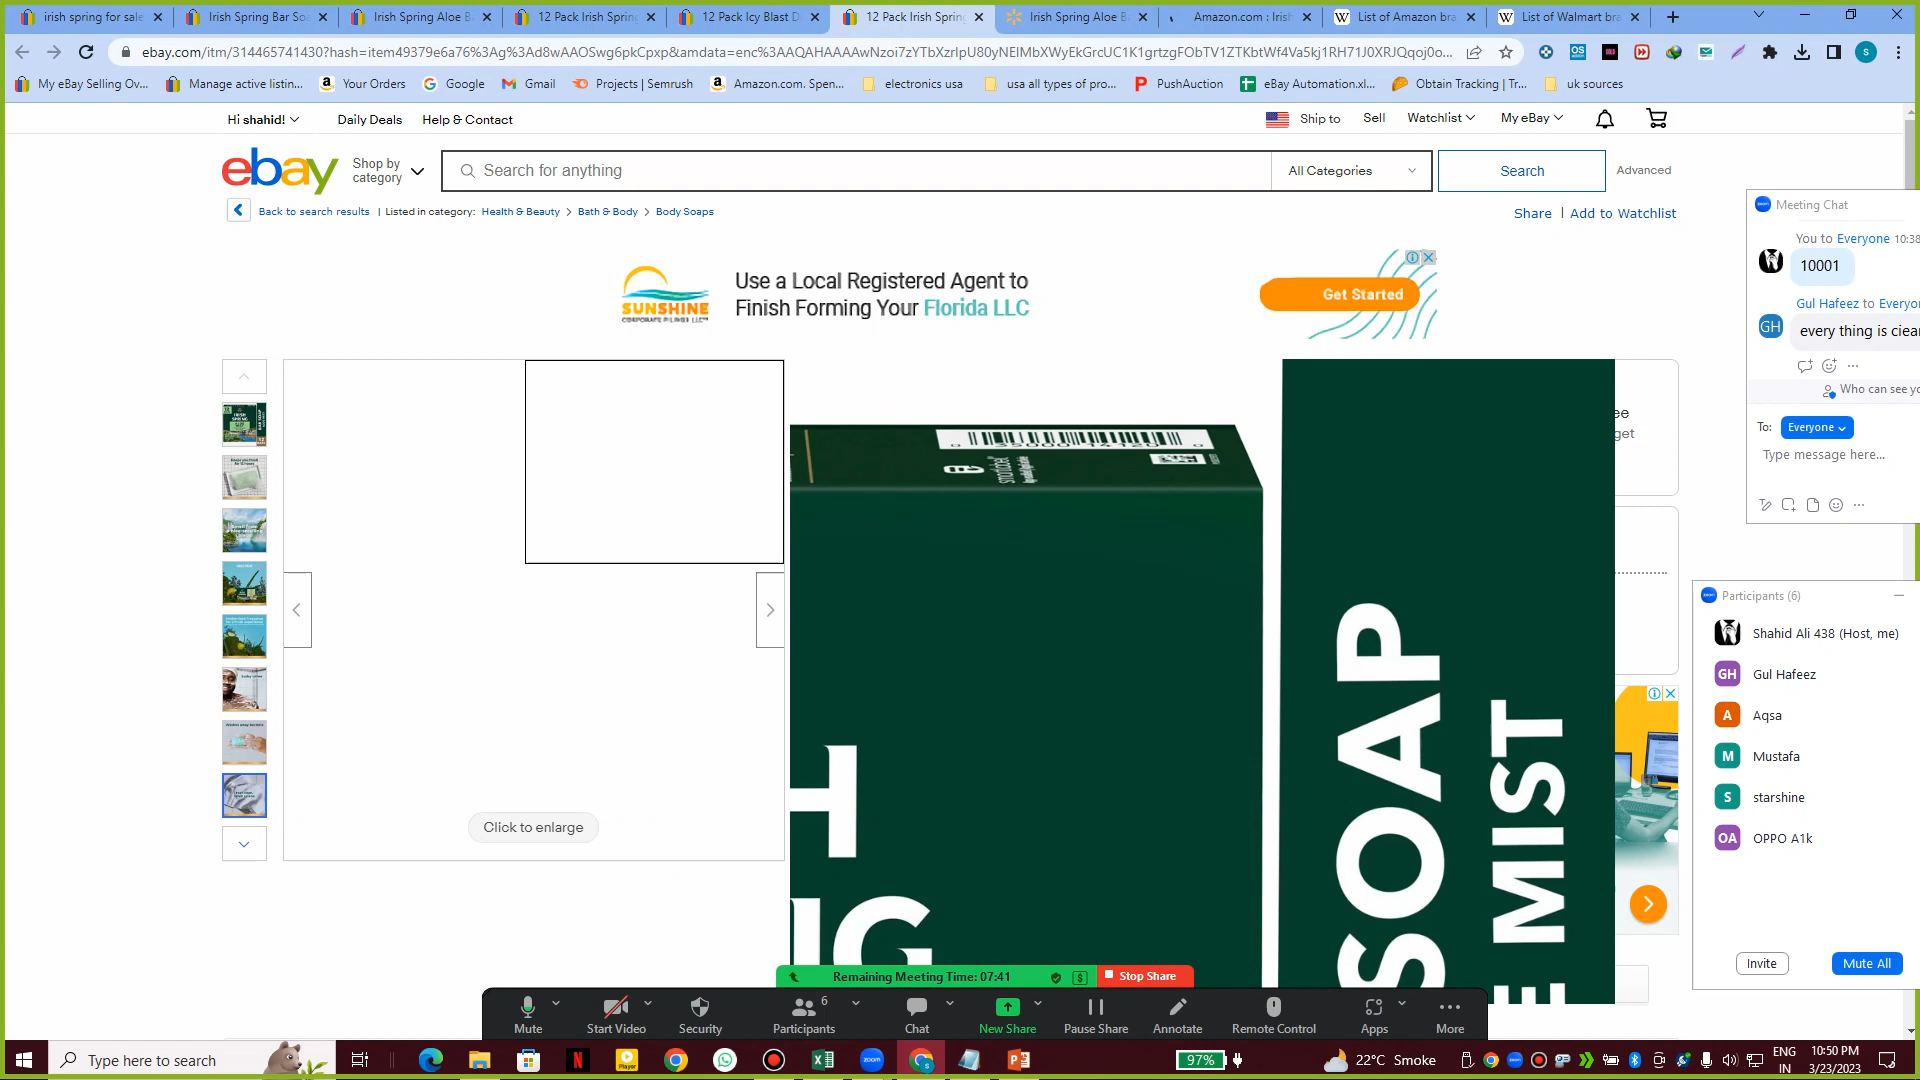 irish spring for sale
Irish Spring Bar So
Irish Spring Aloe B
12 Pack Irish Spring
12 Pack Icy Blast D
12 Pack Irish Spring
Irish Spring Aloe B
Amazon.com : Irish
List of Amazon bra
List of Walmart bra
ebay.com/itm/314465741430?hash=item49379e6a76%3Ag%3Ad8wAAOSwg6pkCpxp&amdata=enc%3AAQAHAAAAwNzoi7zYTbXzrIpU80yNEIMbXWyEkGrcUC1K1grtzgFObTV1ZTKbtWf4Va5kj1RH71J0XRJQqoj0o...
My eBay Selling Ov...
Manage active listin...
Your Orders
Google
Gmail
Projects | Semrush
Amazon.com. Spen...
electronics usa
usa all types of pro...
PushAuction
eBay Automation.xl...
Obtain Tracking | Tr...
uk sources
Hi shahid!
Daily Deals
Help & Contact
Ship to
Sell
Watchlist
My eBay
ebay
Shop by
category
Search for anything
All Categories
Search
Advanced
Back to search results
| Listed in category:
Health & Beauty
Bath & Body
Body Soaps
Share
|
Add to Watchlist
SUNSHINE
CORPORATE FILINGS LLC
Use a Local Registered Agent to
Finish Forming Your Florida LLC
Get Started
smartlabel
SOAP
E MIST
Click to enlarge
ee
get
Meeting Chat
You to Everyone 10:38
10001
Gul Hafeez to Everyo
GH
every thing is clea
Who can see yo
To:
Everyone
Type message here...
Participants (6)
Shahid Ali 438 (Host, me)
GH
Gul Hafeez
A
Aqsa
M
Mustafa
S
starshine
OA
OPPO A1k
Invite
Mute All
Remaining Meeting Time: 07:41
Stop Share
Mute
Start Video
Security
Participants
6
Chat
New Share
Pause Share
Annotate
Remote Control
Apps
More
Type here to search
97%
22°C Smoke
ENG
IN
10:50 PM
3/23/2023